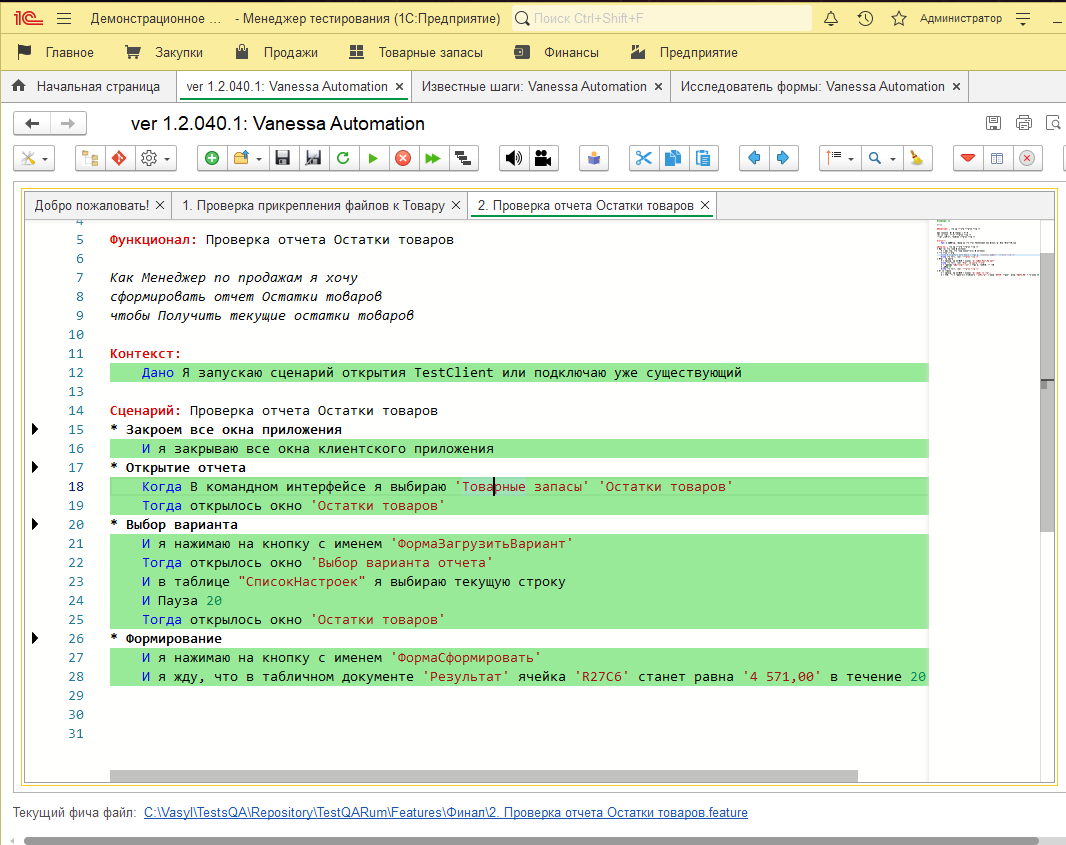 1С Демонстрационное ... - Менеджер тестирования (1С:Предприятие) Поиск Ctrl+Shift+F Администратор
Главное Закупки Продажи Товарные запасы Финансы Предприятие
Начальная страница ver 1.2.040.1: Vanessa Automation × Известные шаги: Vanessa Automation × Исследователь формы: Vanessa Automation ×
ver 1.2.040.1: Vanessa Automation
Добро пожаловать! × 1. Проверка прикрепления файлов к Товару × 2. Проверка отчета Остатки товаров ×
4
5 Функционал: Проверка отчета Остатки товаров
6
7 Как Менеджер по продажам я хочу
8 сформировать отчет Остатки товаров
9 чтобы Получить текущие остатки товаров
10
11 Контекст:
12 Дано Я запускаю сценарий открытия TestClient или подключаю уже существующий
13
14 Сценарий: Проверка отчета Остатки товаров
15 * Закроем все окна приложения
16 И я закрываю все окна клиентского приложения
17 * Открытие отчета
18 Когда В командном интерфейсе я выбираю 'Товарные запасы' 'Остатки товаров'
19 Тогда открылось окно 'Остатки товаров'
20 * Выбор варианта
21 И я нажимаю на кнопку с именем 'ФормаЗагрузитьВариант'
22 Тогда открылось окно 'Выбор варианта отчета'
23 И в таблице "СписокНастроек" я выбираю текущую строку
24 И Пауза 20
25 Тогда открылось окно 'Остатки товаров'
26 * Формирование
27 И я нажимаю на кнопку с именем 'ФормаСформировать'
28 И я жду, что в табличном документе 'Результат' ячейка 'R27C6' станет равна '4 571,00' в течение 20
29
30
31
Текущий фича файл: C:\Vasyl\TestsQA\Repository\TestQARum\Features\Финал\2. Проверка отчета Остатки товаров.feature